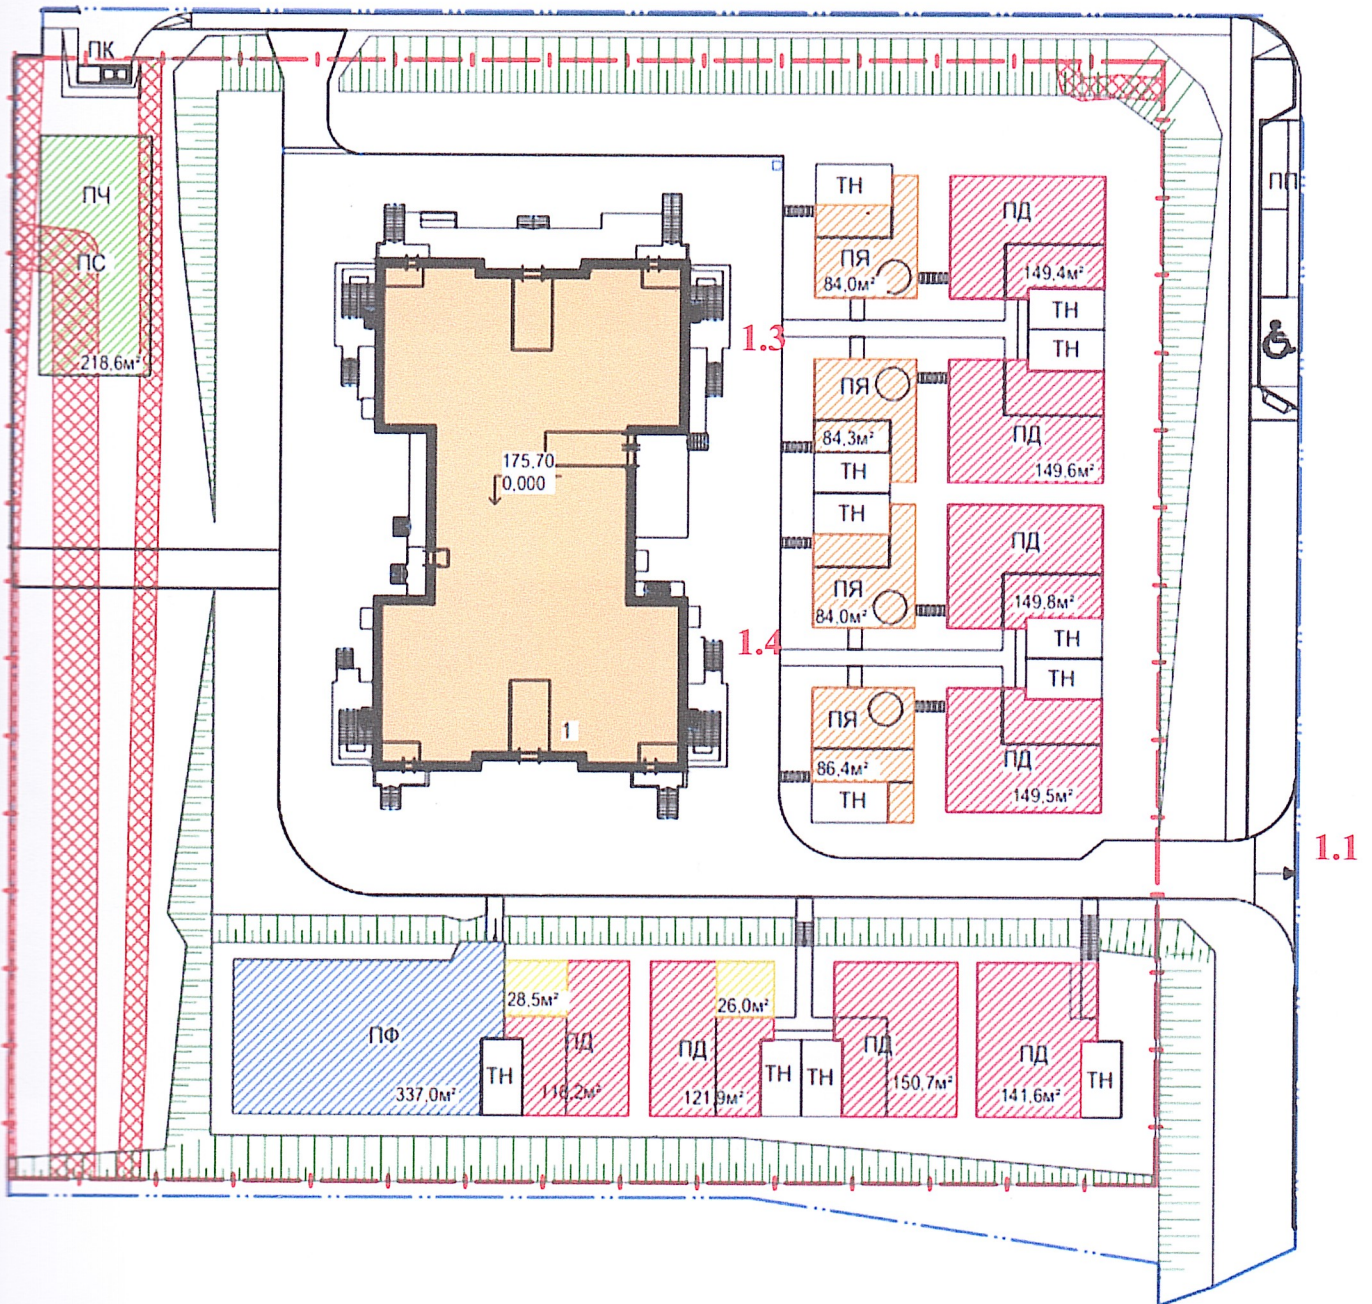 ПК
ПЧ
ПС
218,6м²
175,70
0,000
1
1.3
1.4
1.1
ТН
ПЯ
84,0м²
ПД
149,4м²
ТН
ТН
ПЯ
84,3м²
ТН
ПД
149,6м²
ТН
ПЯ
84,0м²
ПД
149,8м²
ТН
ТН
ПЯ
86,4м²
ТН
ПД
149,5м²
ПП
ПФ
337,0м²
ТН
28,5м²
ПД
118,2м²
26,0м²
ПД
121,9м²
ТН
ТН
ПД
150,7м²
ПД
141,6м²
ТН